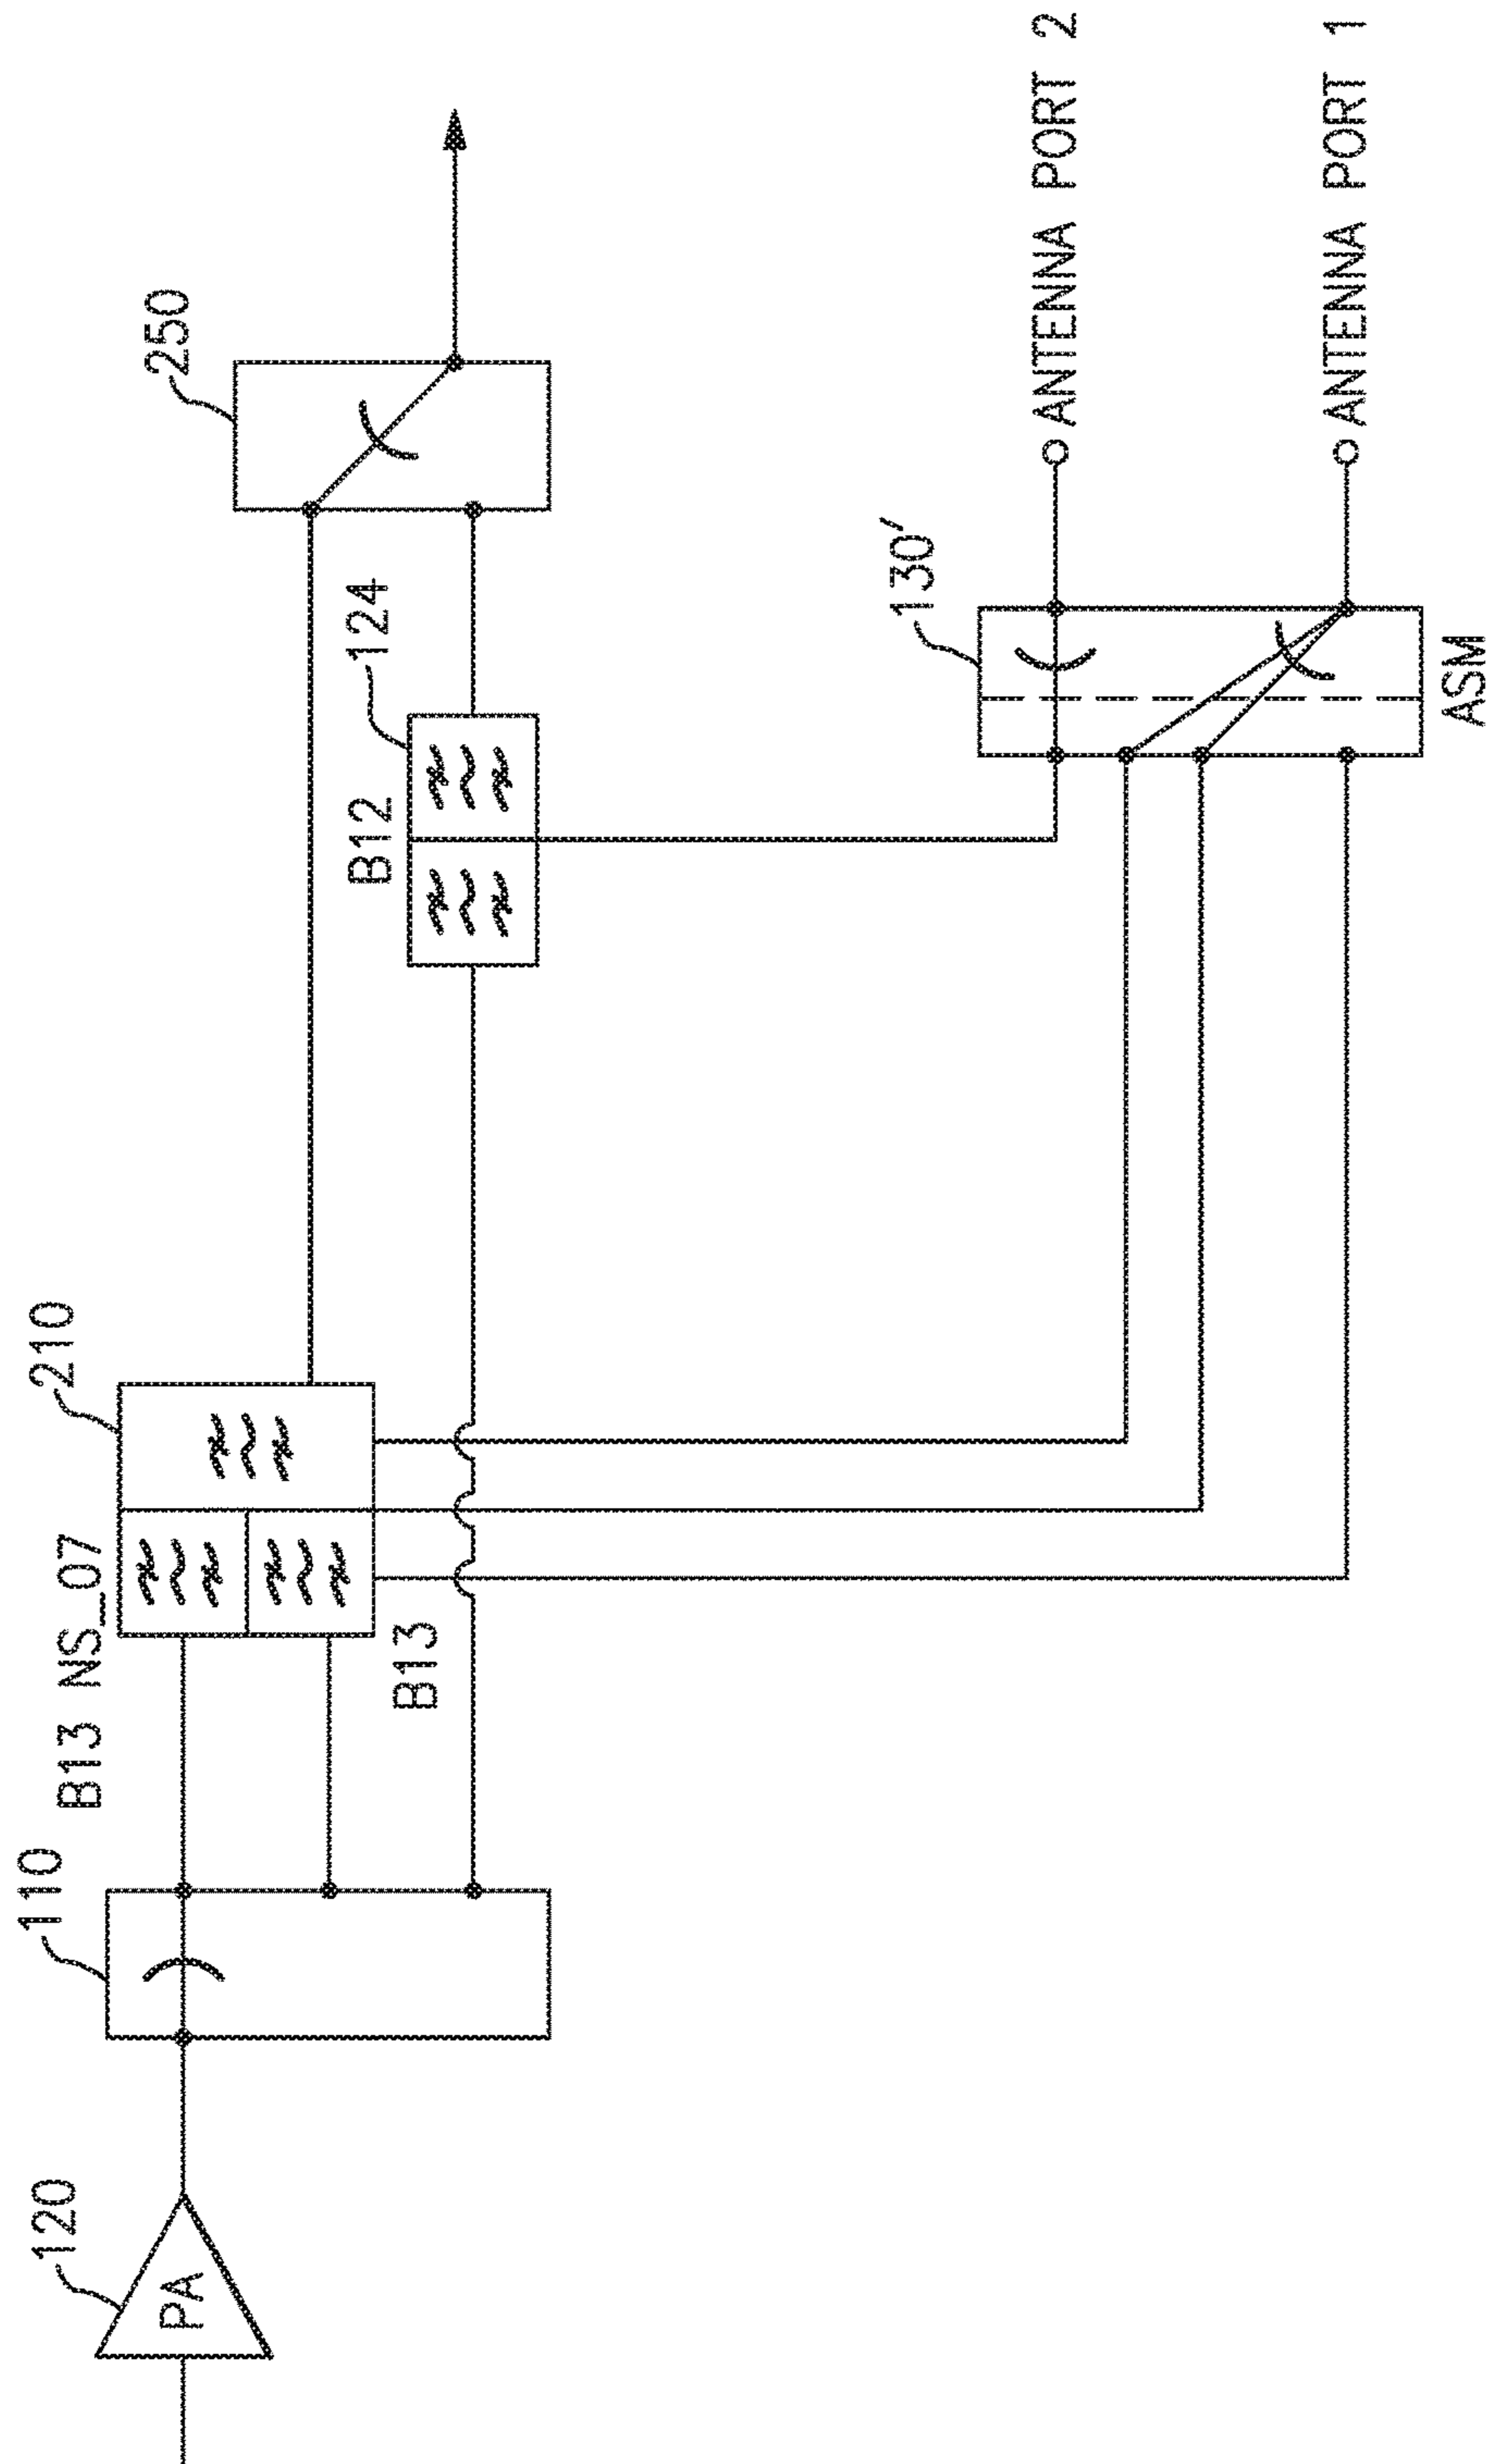 120
PA
110
B13 NS_07
210
B13
B12
124
250
130′
ASM
ANTENNA PORT 2
ANTENNA PORT 1